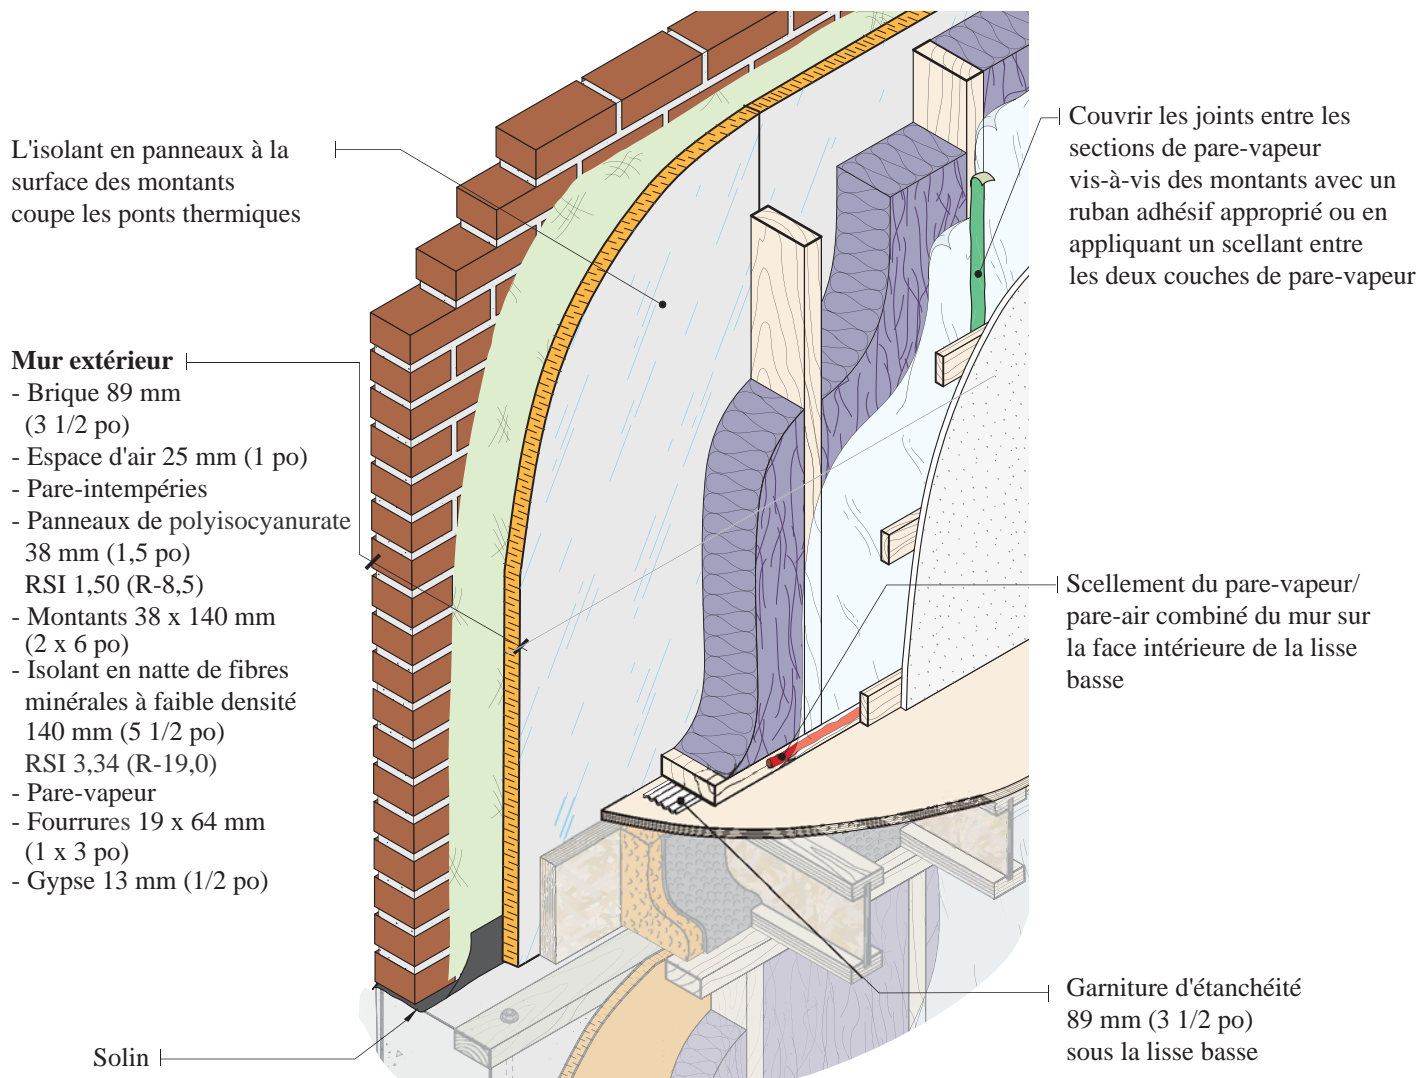 L'isolant en panneaux à la
surface des montants
coupe les ponts thermiques
Mur extérieur
- Brique 89 mm
(3 1/2 po)
- Espace d'air 25 mm (1 po)
- Pare-intempéries
- Panneaux de polyisocyanurate
38 mm (1,5 po)
RSI 1,50 (R-8,5)
- Montants 38 x 140 mm
(2 x 6 po)
- Isolant en natte de fibres
minérales à faible densité
140 mm (5 1/2 po)
RSI 3,34 (R-19,0)
- Pare-vapeur
- Fourrures 19 x 64 mm
(1 x 3 po)
- Gypse 13 mm (1/2 po)
Solin
Couvrir les joints entre les
sections de pare-vapeur
vis-à-vis des montants avec un
ruban adhésif approprié ou en
appliquant un scellant entre
les deux couches de pare-vapeur
Scellement du pare-vapeur/
pare-air combiné du mur sur
la face intérieure de la lisse
basse
Garniture d'étanchéité
89 mm (3 1/2 po)
sous la lisse basse